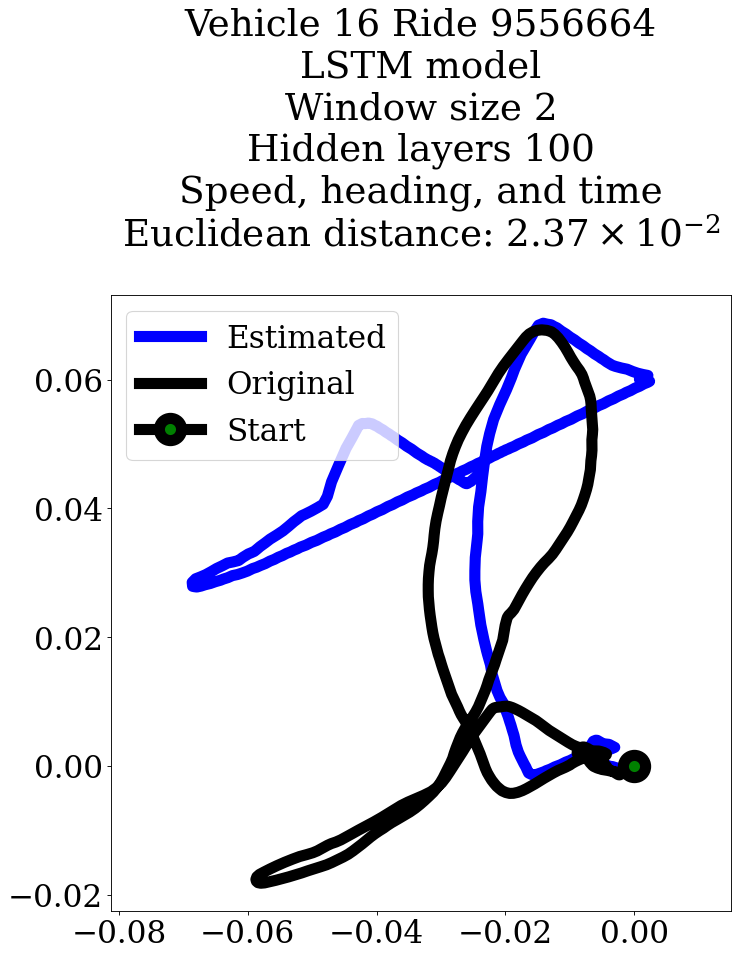 Vehicle 16 Ride 9556664
LSTM model
Window size 2
Hidden layers 100
Speed, heading, and time
Euclidean distance: 2.37 × 10⁻²
Estimated
Original
Start
0.06
0.04
0.02
0.00
−0.02
−0.08 −0.06 −0.04 −0.02 0.00